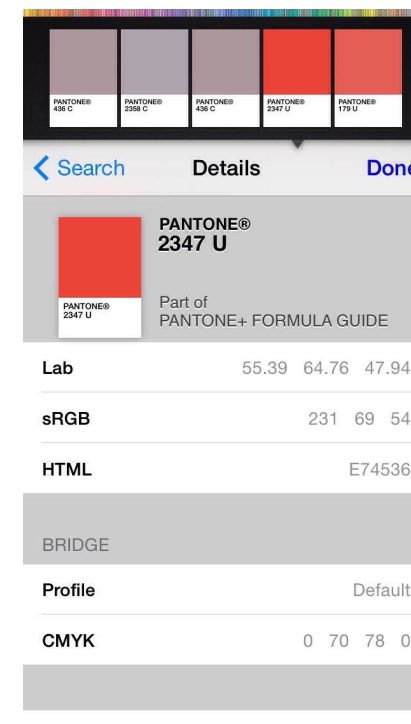 PANTONE®
436 C
PANTONE®
2358 C
PANTONE®
436 C
PANTONE®
2347 U
PANTONE®
179 U
Search Details Done
PANTONE®
2347 U
PANTONE®
2347 U
Part of
PANTONE+ FORMULA GUIDE
Lab 55.39 64.76 47.94
sRGB 231 69 54
HTML E74536
BRIDGE
Profile Default
CMYK 0 70 78 0